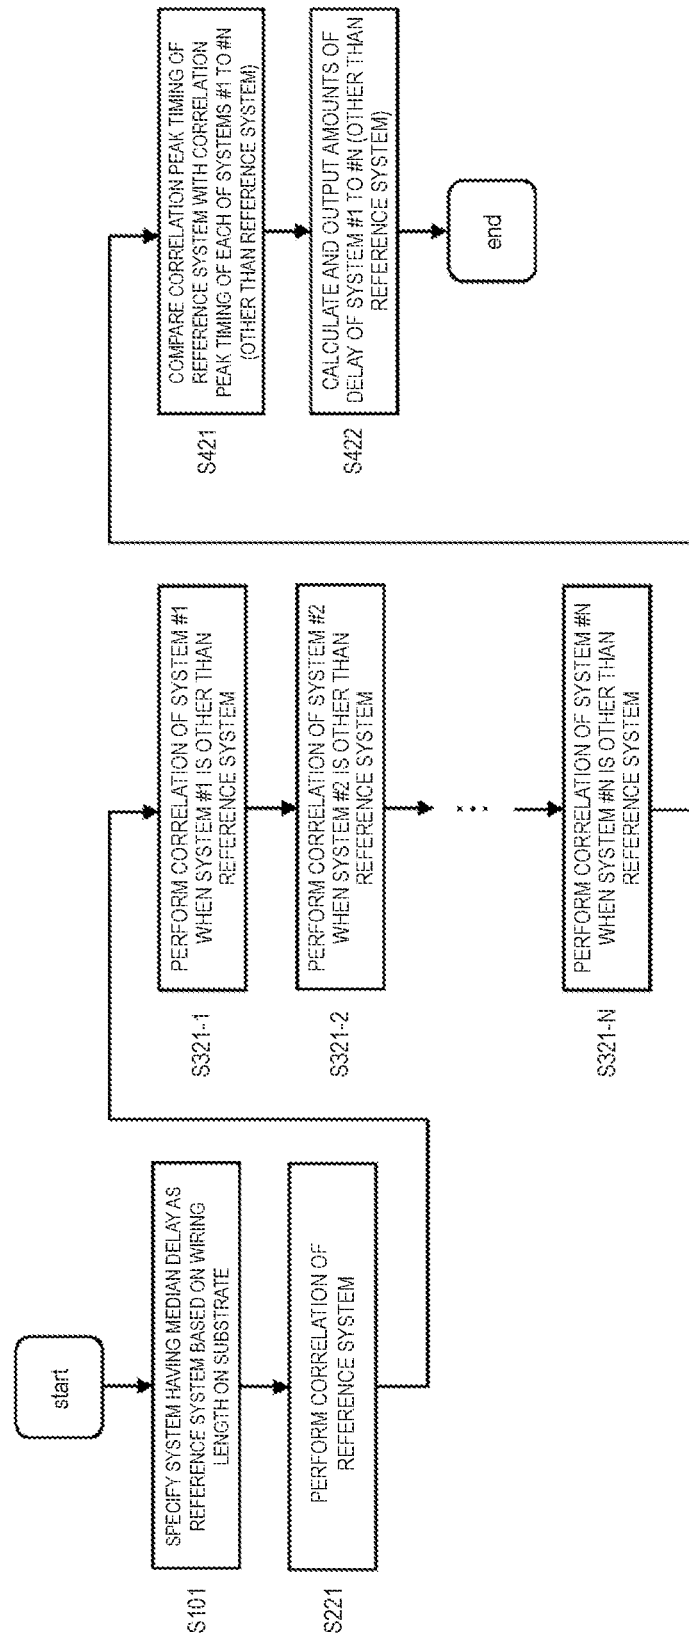 start
S101
SPECIFY SYSTEM HAVING MEDIAN DELAY AS
REFERENCE SYSTEM BASED ON WIRING
LENGTH ON SUBSTRATE
S221
PERFORM CORRELATION OF
REFERENCE SYSTEM
S321-1
PERFORM CORRELATION OF SYSTEM #1
WHEN SYSTEM #1 IS OTHER THAN
REFERENCE SYSTEM
S321-2
PERFORM CORRELATION OF SYSTEM #2
WHEN SYSTEM #2 IS OTHER THAN
REFERENCE SYSTEM
S321-N
PERFORM CORRELATION OF SYSTEM #N
WHEN SYSTEM #N IS OTHER THAN
REFERENCE SYSTEM
S421
COMPARE CORRELATION PEAK TIMING OF
REFERENCE SYSTEM WITH CORRELATION
PEAK TIMING OF EACH OF SYSTEMS #1 TO #N
(OTHER THAN REFERENCE SYSTEM)
S422
CALCULATE AND OUTPUT AMOUNTS OF
DELAY OF SYSTEM #1 TO #N (OTHER THAN
REFERENCE SYSTEM)
end